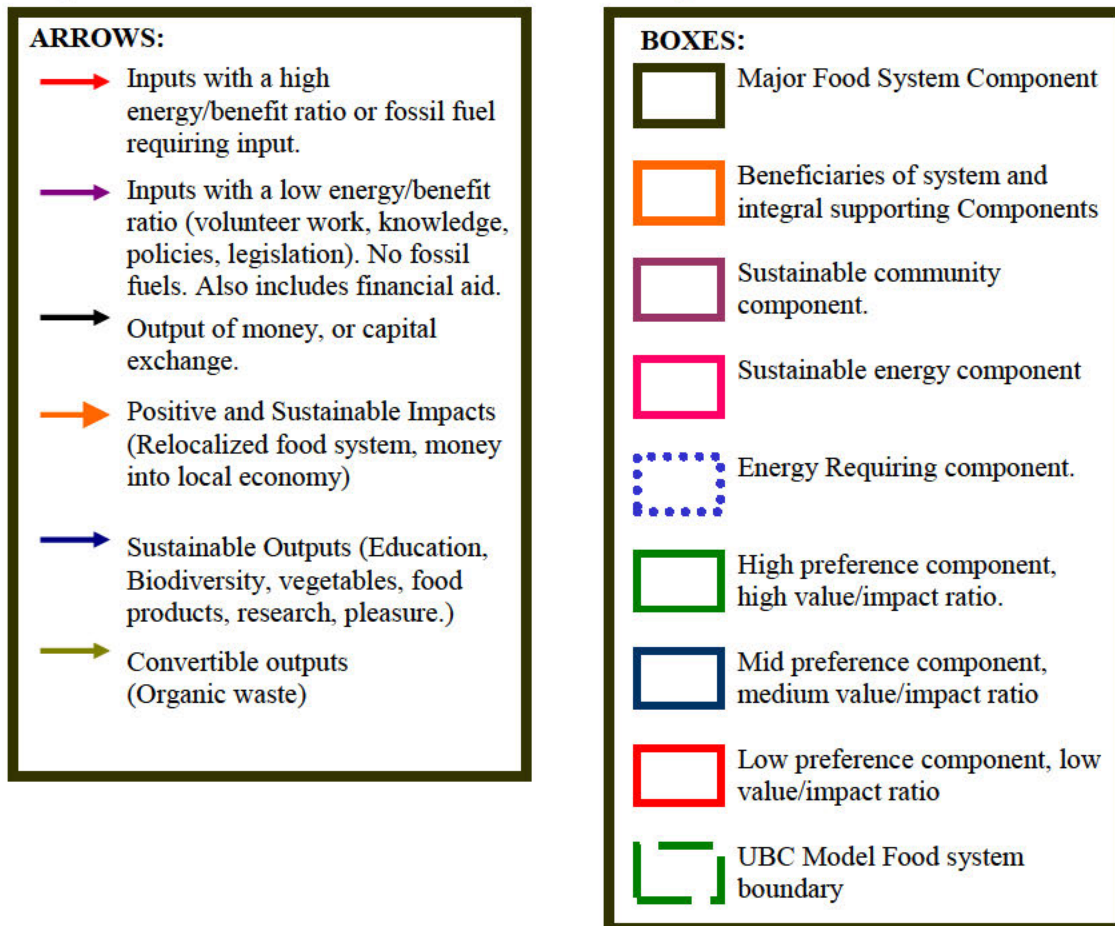 ARROWS:
Inputs with a high
energy/benefit ratio or fossil fuel
requiring input.
Inputs with a low energy/benefit
ratio (volunteer work, knowledge,
policies, legislation). No fossil
fuels. Also includes financial aid.
Output of money, or capital
exchange.
Positive and Sustainable Impacts
(Relocalized food system, money
into local economy)
Sustainable Outputs (Education,
Biodiversity, vegetables, food
products, research, pleasure.)
Convertible outputs
(Organic waste)
BOXES:
Major Food System Component
Beneficiaries of system and
integral supporting Components
Sustainable community
component.
Sustainable energy component
Energy Requiring component.
High preference component,
high value/impact ratio.
Mid preference component,
medium value/impact ratio
Low preference component, low
value/impact ratio
UBC Model Food system
boundary